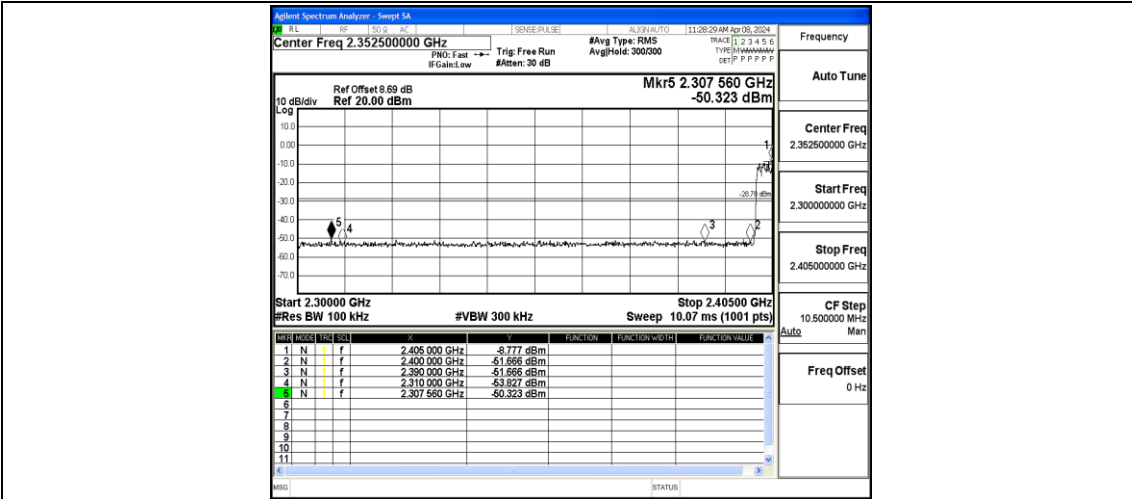 Agilent Spectrum Analyzer - Swept SA
RL RF 50 Ω AC SENSE:PULSE ALIGN AUTO 11:28:29 AM Apr 08, 2024
Center Freq 2.352500000 GHz
PNO: Fast
IFGain:Low
Trig: Free Run
#Atten: 30 dB
#Avg Type: RMS
Avg|Hold: 300/300
TRACE 1 2 3 4 5 6
TYPE M
DET P P P P P P
Ref Offset 8.69 dB
Ref 20.00 dBm
Mkr5 2.307 560 GHz
-50.323 dBm
10 dB/div
Log
10.0
0.00
-10.0
-20.0
-30.0
-40.0
-50.0
-60.0
-70.0
1
-28.78 dBm
5 4 3 2
Start 2.30000 GHz Stop 2.40500 GHz
#Res BW 100 kHz #VBW 300 kHz Sweep 10.07 ms (1001 pts)
MKR MODE TRC SCL X Y FUNCTION FUNCTION WIDTH FUNCTION VALUE
1 N 1 f 2.405 000 GHz -8.777 dBm
2 N 1 f 2.400 000 GHz -51.666 dBm
3 N 1 f 2.390 000 GHz -51.666 dBm
4 N 1 f 2.310 000 GHz -53.827 dBm
5 N 1 f 2.307 560 GHz -50.323 dBm
6
7
8
9
10
11
MSG STATUS
Frequency
Auto Tune
Center Freq
2.352500000 GHz
Start Freq
2.300000000 GHz
Stop Freq
2.405000000 GHz
CF Step
10.500000 MHz
Auto Man
Freq Offset
0 Hz